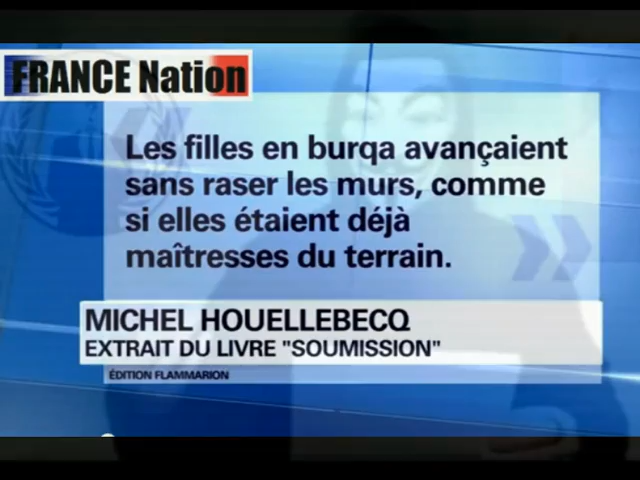 FRANCE Nation
Les filles en burqa avançaient
sans raser les murs, comme
si elles étaient déjà
maîtresses du terrain.
MICHEL HOUELLEBECQ
EXTRAIT DU LIVRE "SOUMISSION"
ÉDITION FLAMMARION